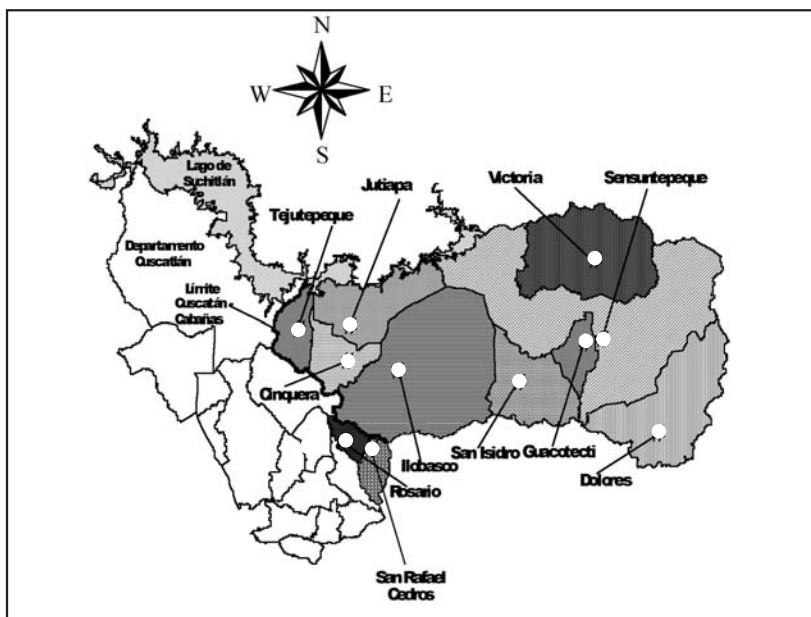 N
W
E
S
Lago de
Suchitlán
Jutiapa
Victoria
Sensuntepeque
Tejutepeque
Departamento
Cuscatlán
Límite
Cuscatán -
Cabañas
Cinquera
Ilobasco
San Isidro
Guacotecti
Dolores
Rosario
San Rafael
Cedros